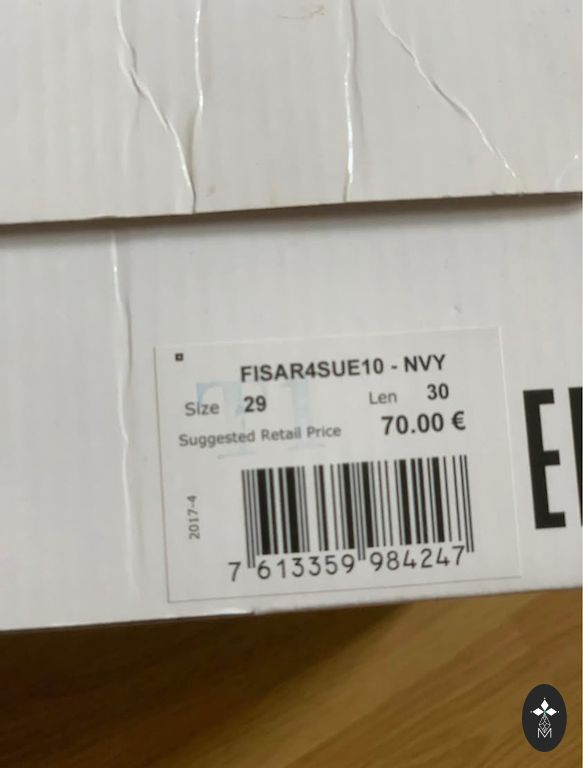 FISAR4SUE10 - NVY
Size 29 Len 30
Suggested Retail Price 70.00 €
2017-4
7 613359 984247
M